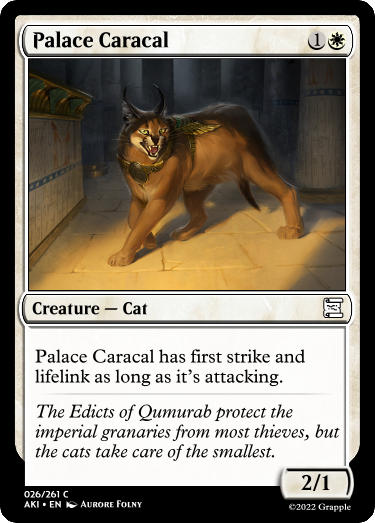 Palace Caracal 1
Creature — Cat
Palace Caracal has first strike and
lifelink as long as it's attacking.
The Edicts of Qumurab protect the
imperial granaries from most thieves, but
the cats take care of the smallest.
2/1
026/261 C
AKI • EN Aurore Folny
©2022 Grapple